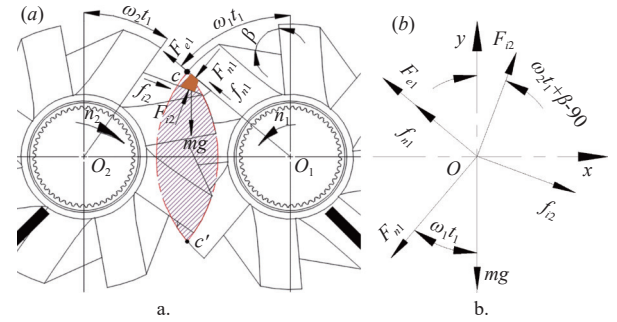 (a)
ω₂t₁
ω₁t₁
β
Fₑ₁
c
Fₙ₁
fᵢ₂
fₙ₁
Fᵢ₂
n₂
n₁
mg
O₂
O₁
c′
a.
(b)
y
Fᵢ₂
Fₑ₁
ω₂t₁+β-90
fₙ₁
O
x
fᵢ₂
Fₙ₁
ω₁t₁
mg
b.